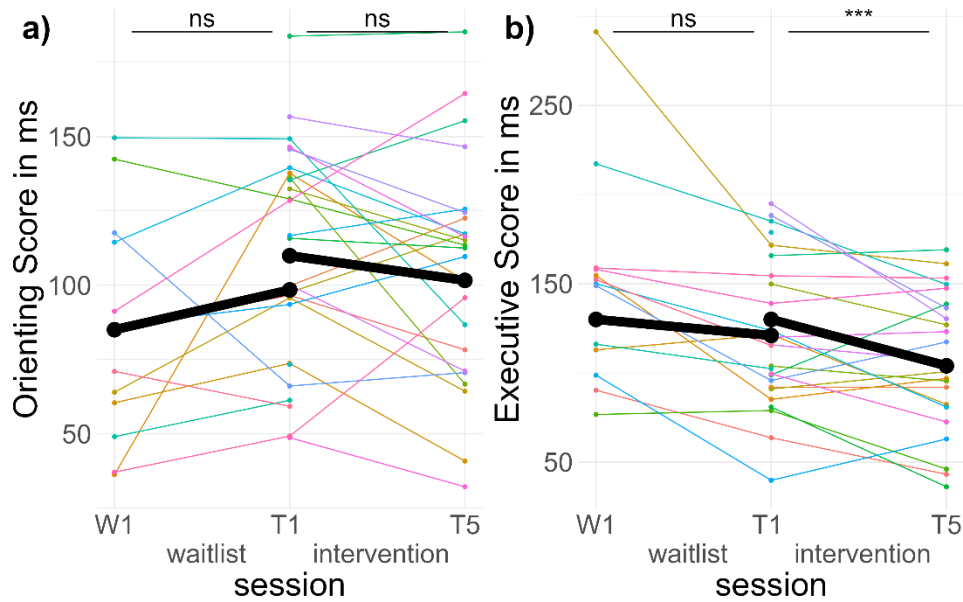 a)
ns
ns
Orienting Score in ms
150
100
50
W1
T1
T5
waitlist
intervention
session
b)
ns
***
Executive Score in ms
250
150
50
W1
T1
T5
waitlist
intervention
session